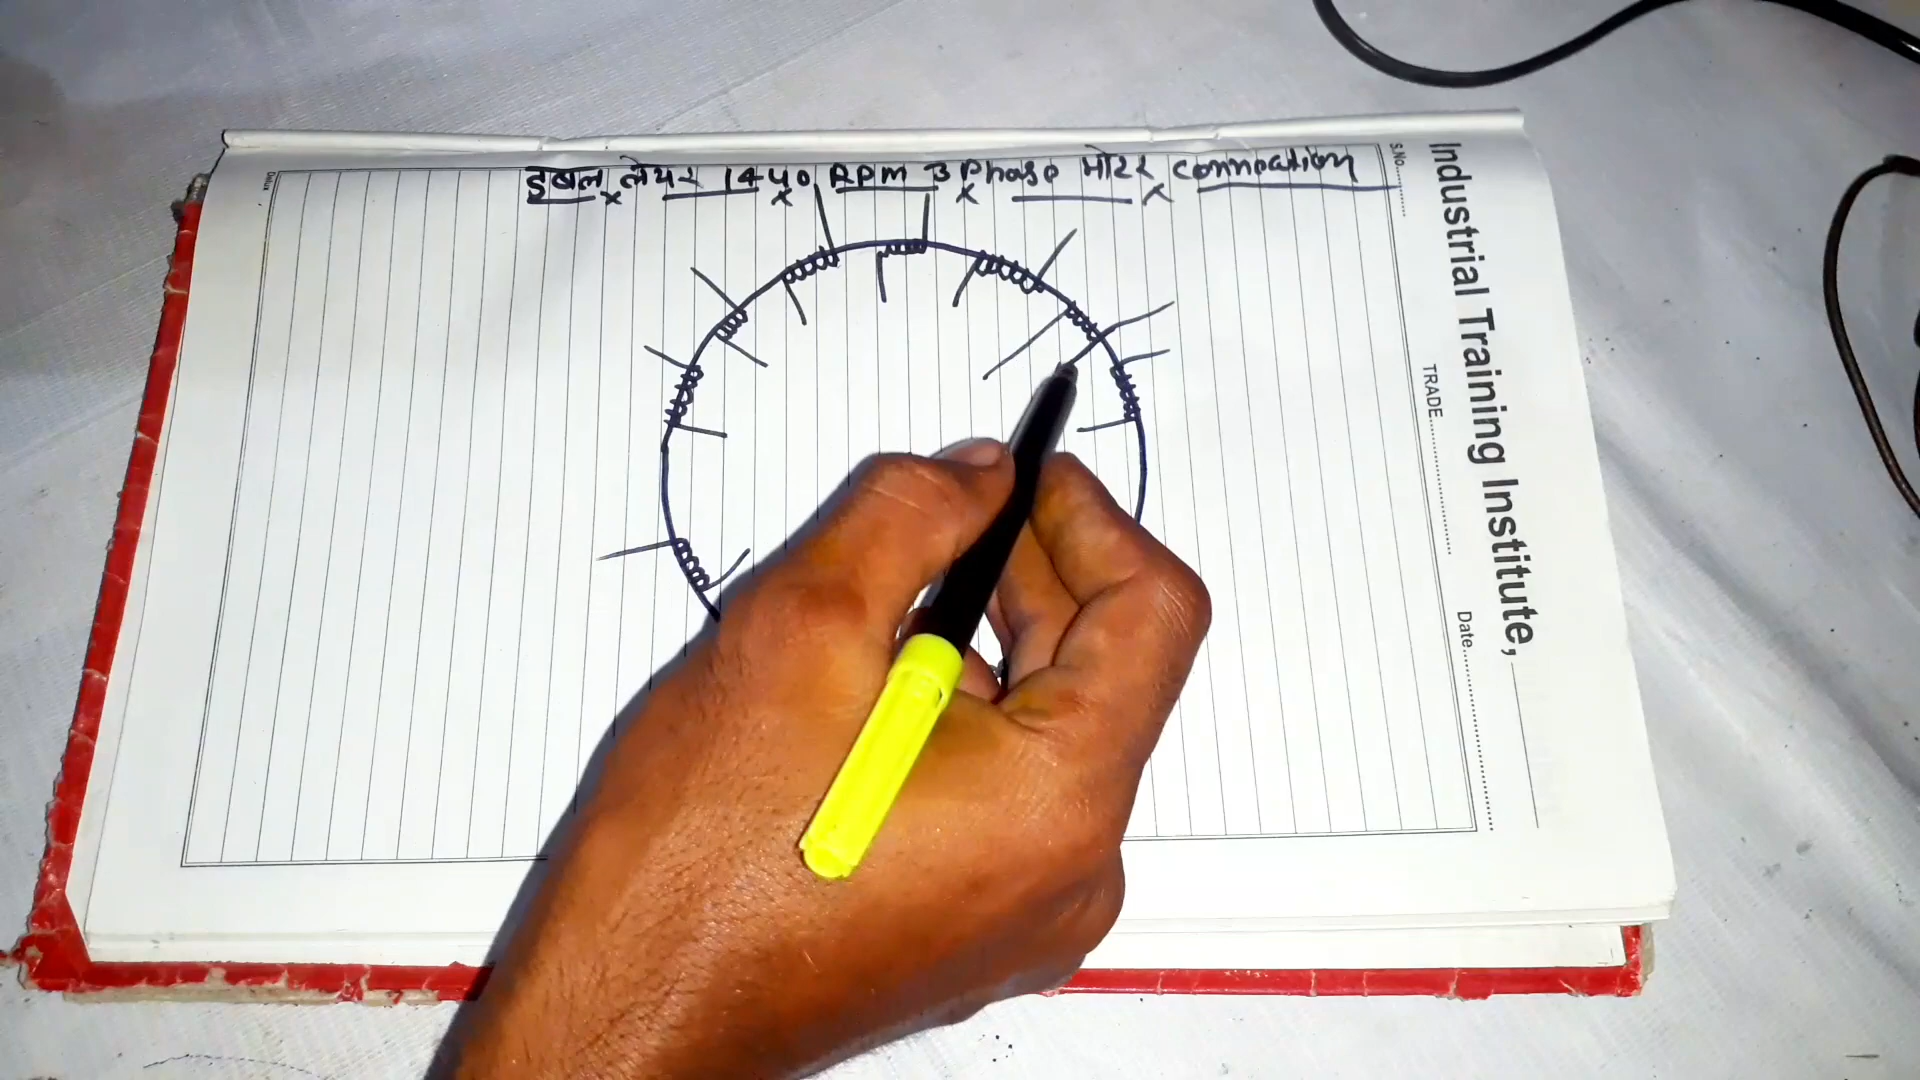 डबल लेयर 1440 RPM 3 Phase मोटर Connection
Industrial Training Institute,
S.No.
TRADE
Date